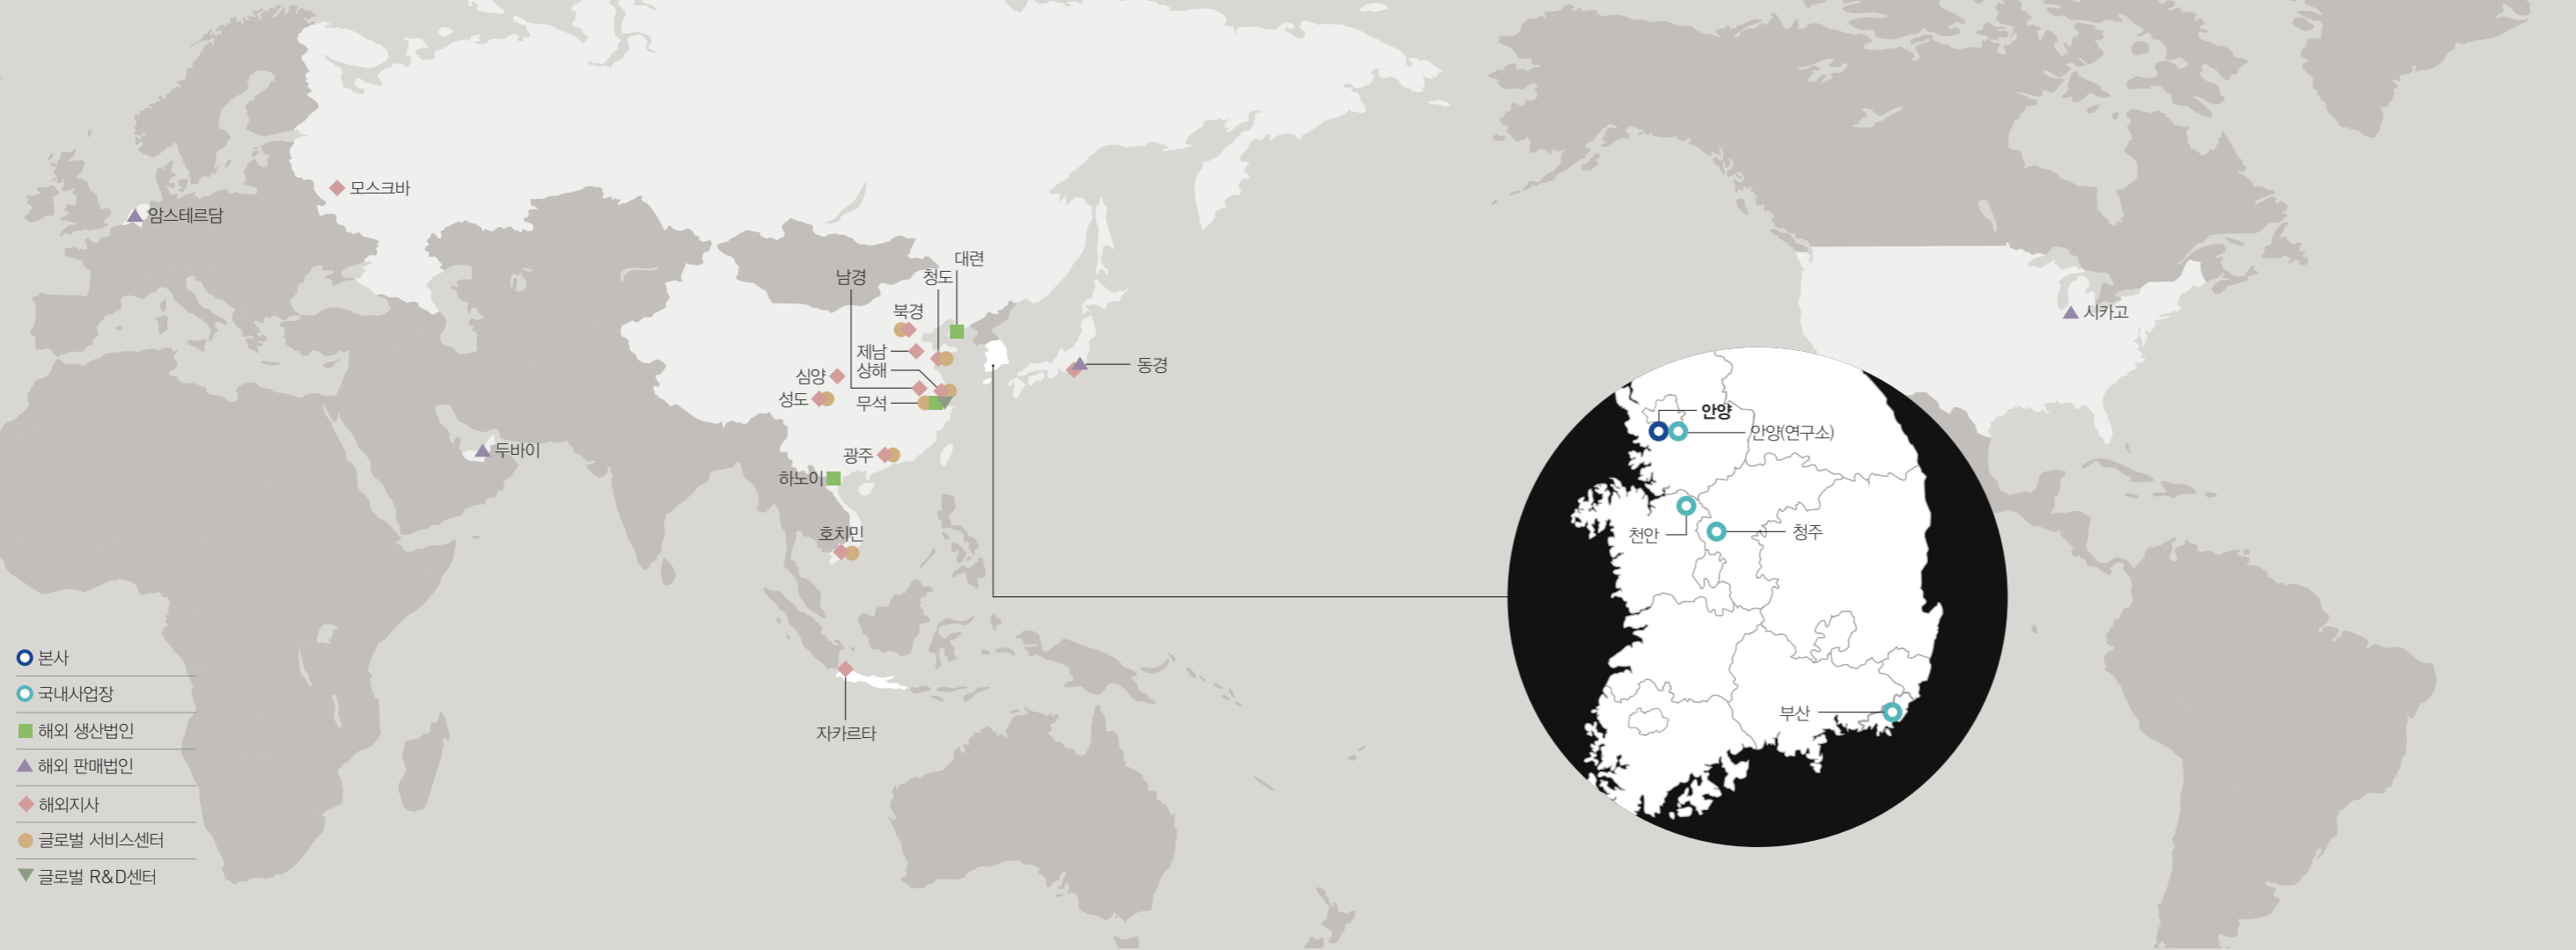 모스크바
암스테르담
대련
남경
청도
북경
시카고
제남
동경
상해
심양
성도
무석
안양
안양(연구소)
두바이
광주
하노이
호치민
천안
청주
본사
국내사업장
부산
해외 생산법인
자카르타
해외 판매법인
해외지사
글로벌 서비스센터
글로벌 R&D센터